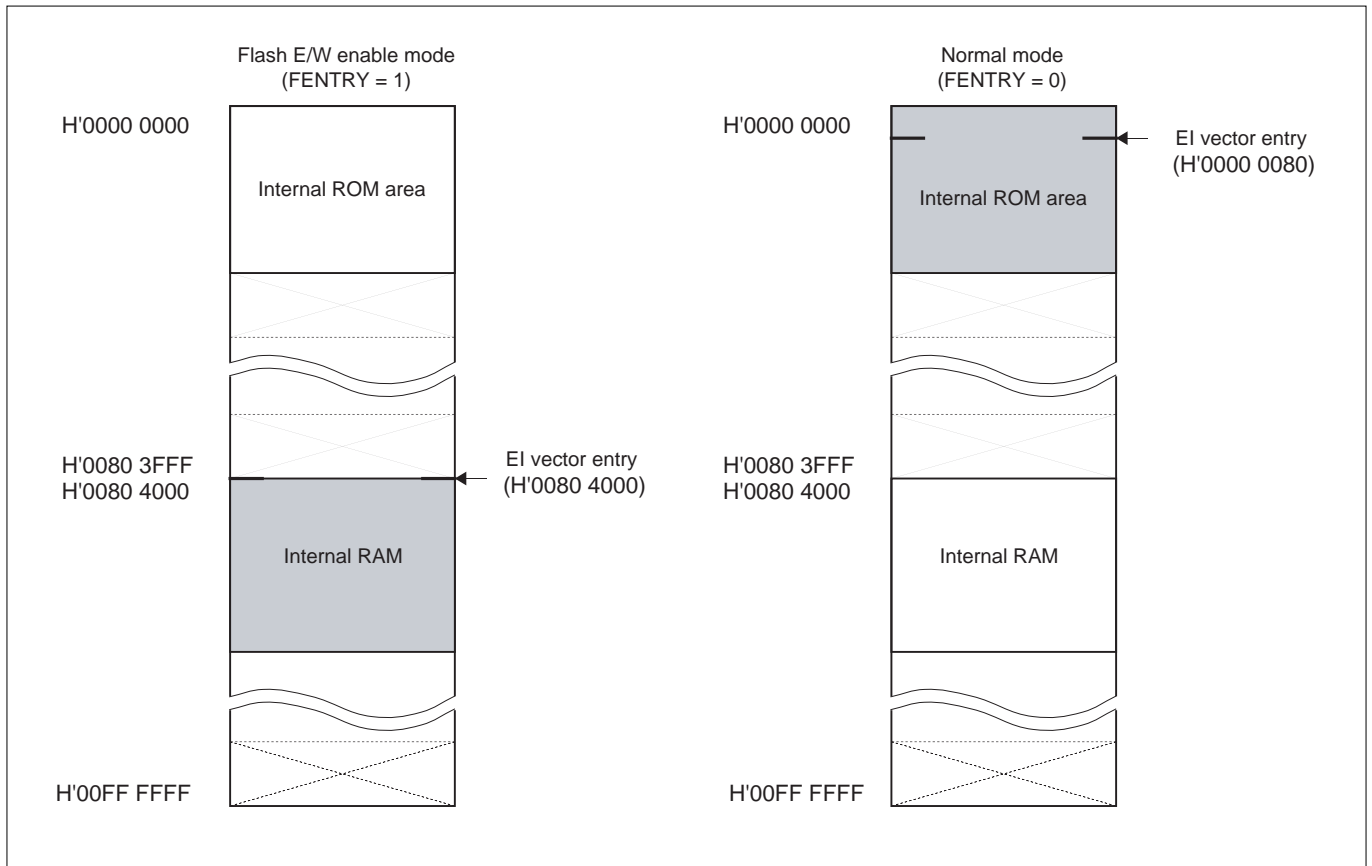 Flash E/W enable mode
(FENTRY = 1)
H'0000 0000
Internal ROM area
H'0080 3FFF
H'0080 4000
EI vector entry
(H'0080 4000)
Internal RAM
H'00FF FFFF
Normal mode
(FENTRY = 0)
H'0000 0000
EI vector entry
(H'0000 0080)
Internal ROM area
H'0080 3FFF
H'0080 4000
Internal RAM
H'00FF FFFF